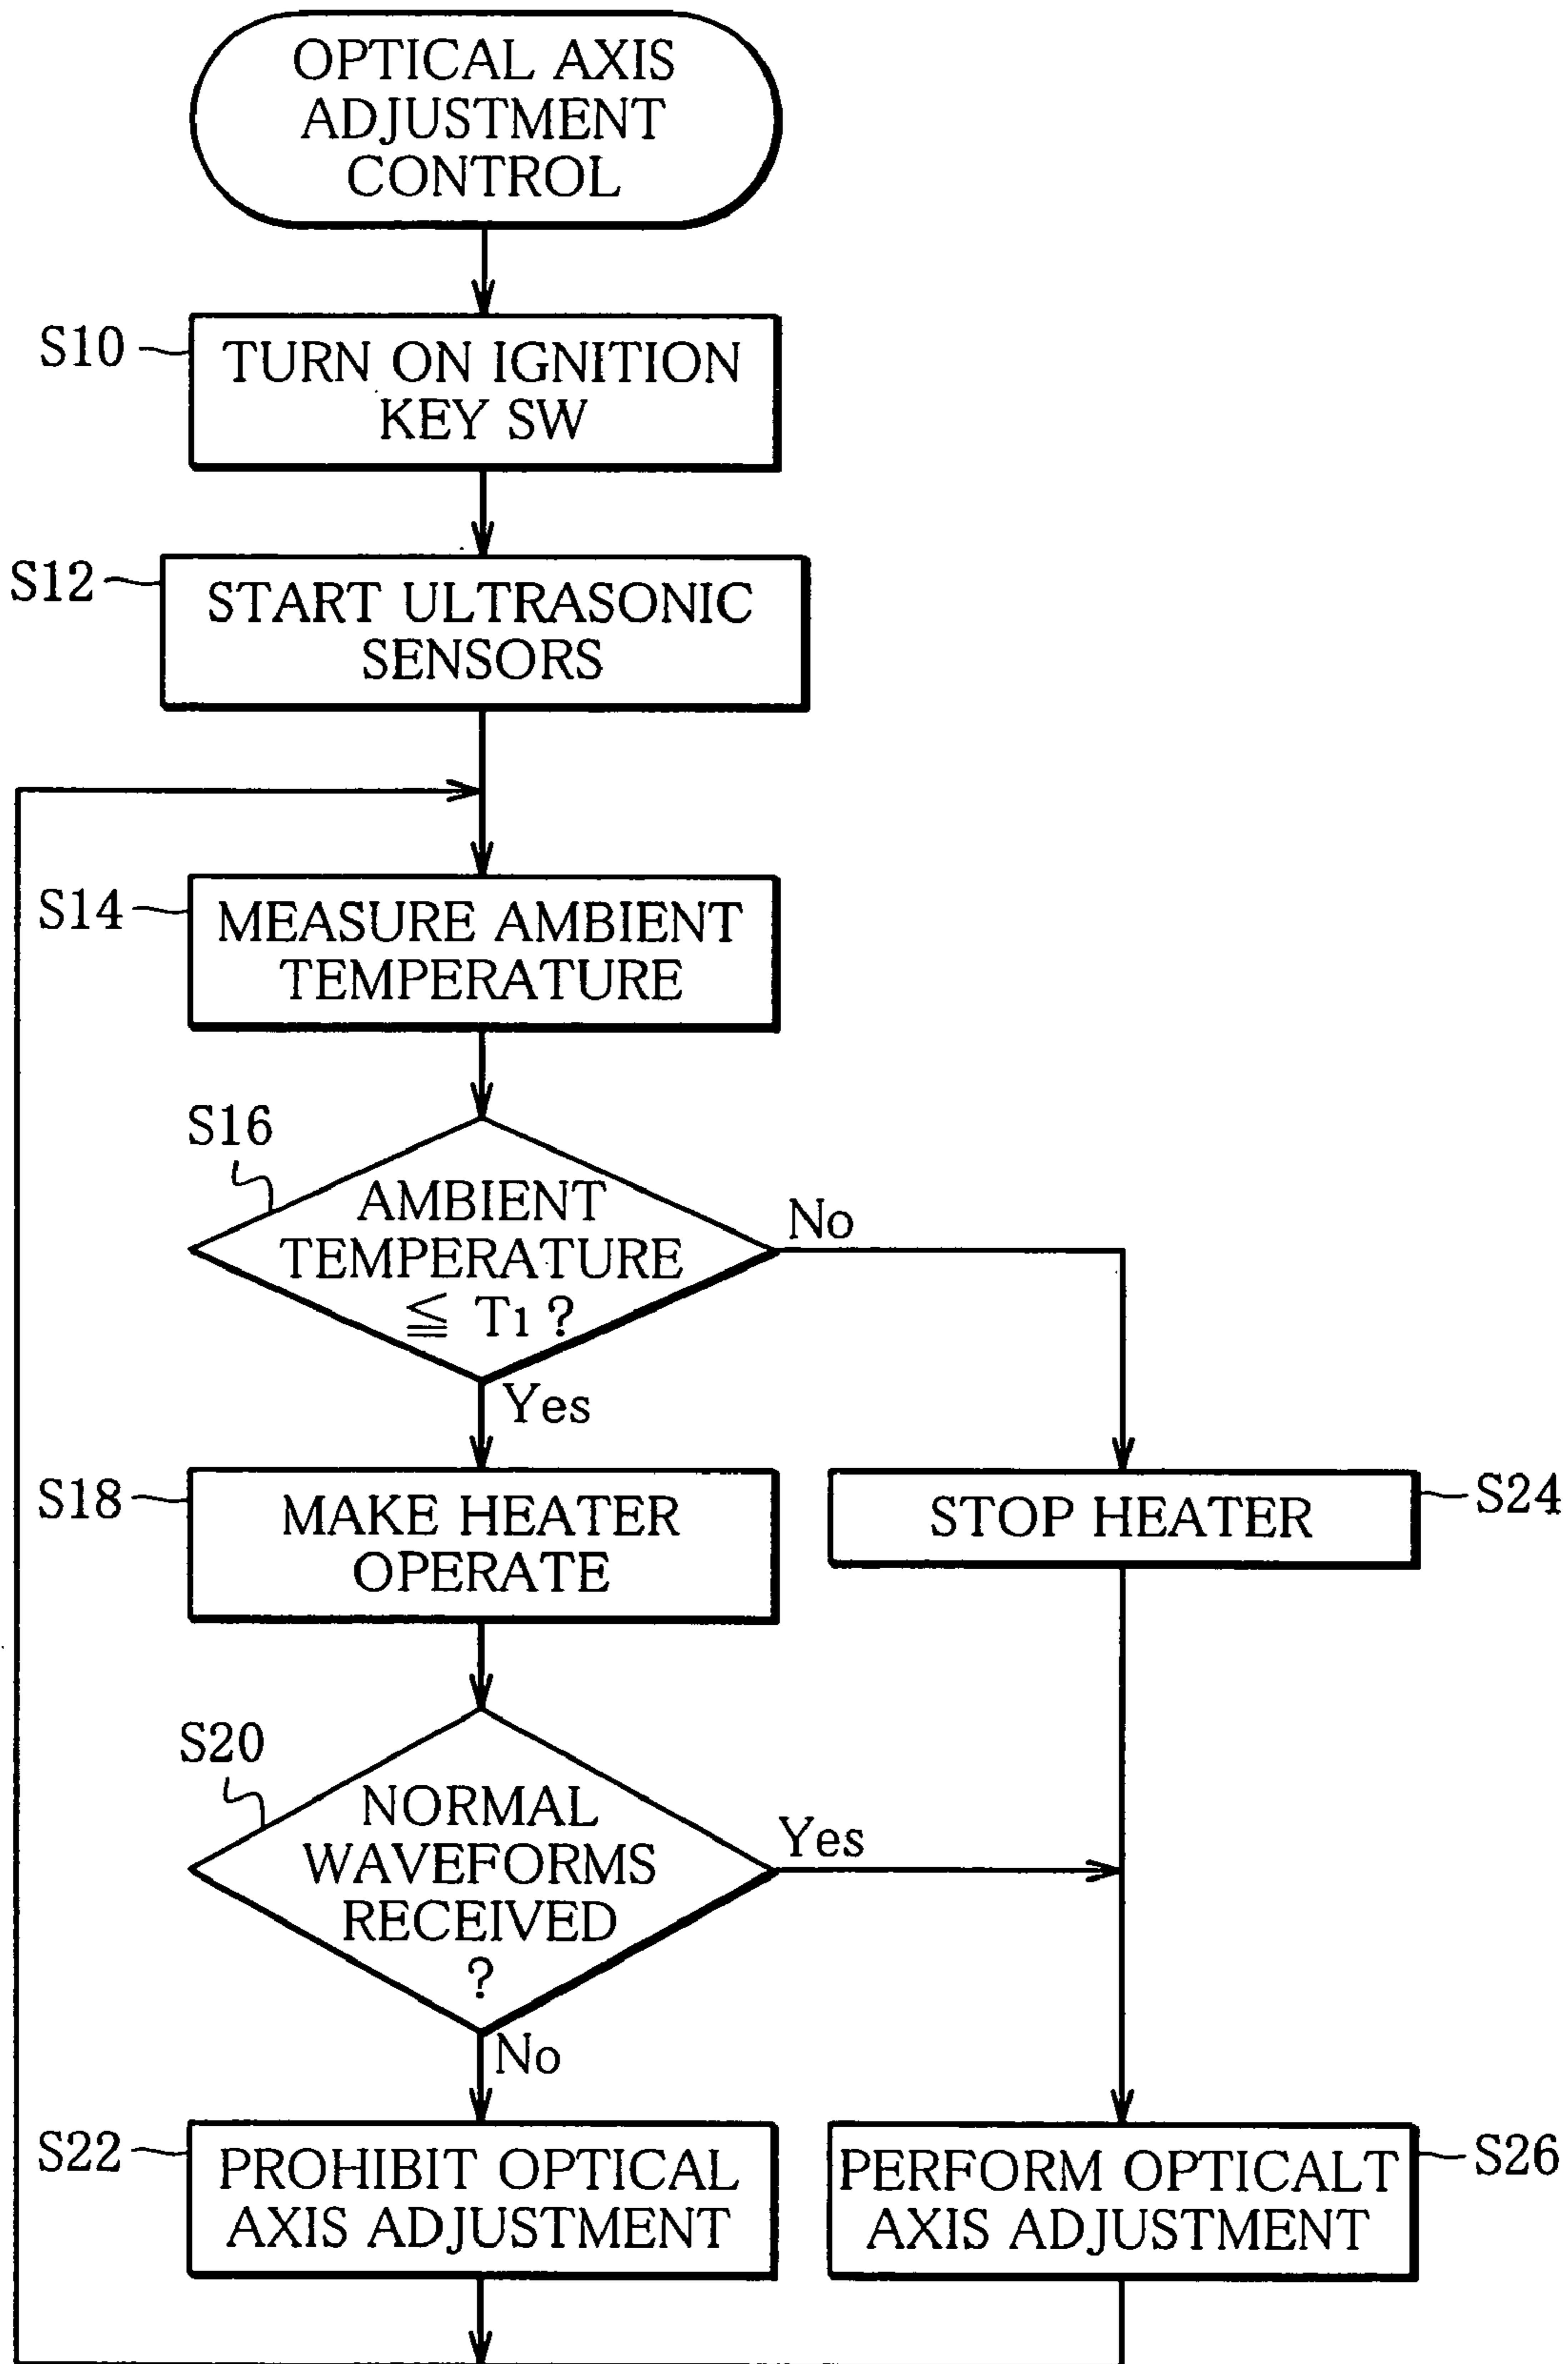 OPTICAL AXIS
ADJUSTMENT
CONTROL
S10
TURN ON IGNITION
KEY SW
S12
START ULTRASONIC
SENSORS
S14
MEASURE AMBIENT
TEMPERATURE
S16
AMBIENT
TEMPERATURE
≦ T1 ?
No
Yes
S18
MAKE HEATER
OPERATE
STOP HEATER
S24
S20
NORMAL
WAVEFORMS
RECEIVED
?
Yes
No
S22
PROHIBIT OPTICAL
AXIS ADJUSTMENT
PERFORM OPTICALT
AXIS ADJUSTMENT
S26